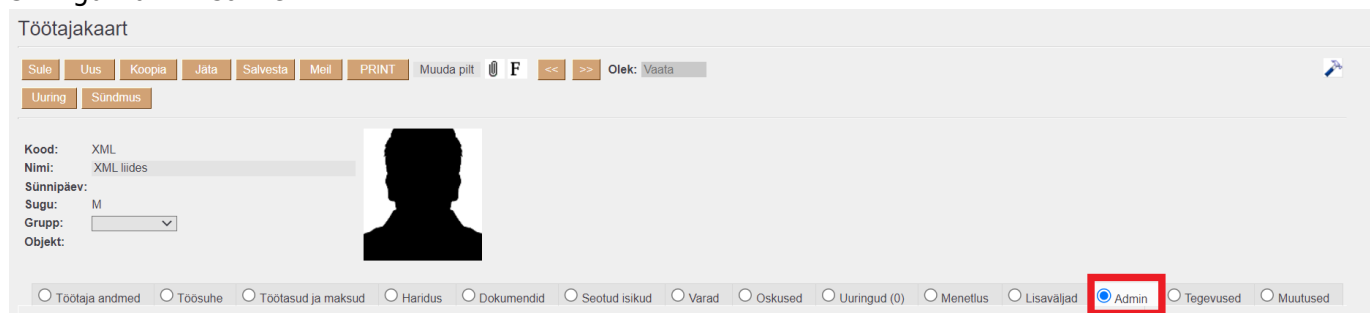 Töötajakaart
Sule Uus Koopia Jäta Salvesta Meil PRINT Muuda pilt F << >> Olek: Vaata
Uuring Sündmus
Kood: XML
Nimi: XML liides
Sünnipäev:
Sugu: M
Grupp:
Objekt:
Töötaja andmed Töösuhe Töötasud ja maksud Haridus Dokumendid Seotud isikud Varad Oskused Uuringud (0) Menetlus Lisaväljad Admin Tegevused Muutused